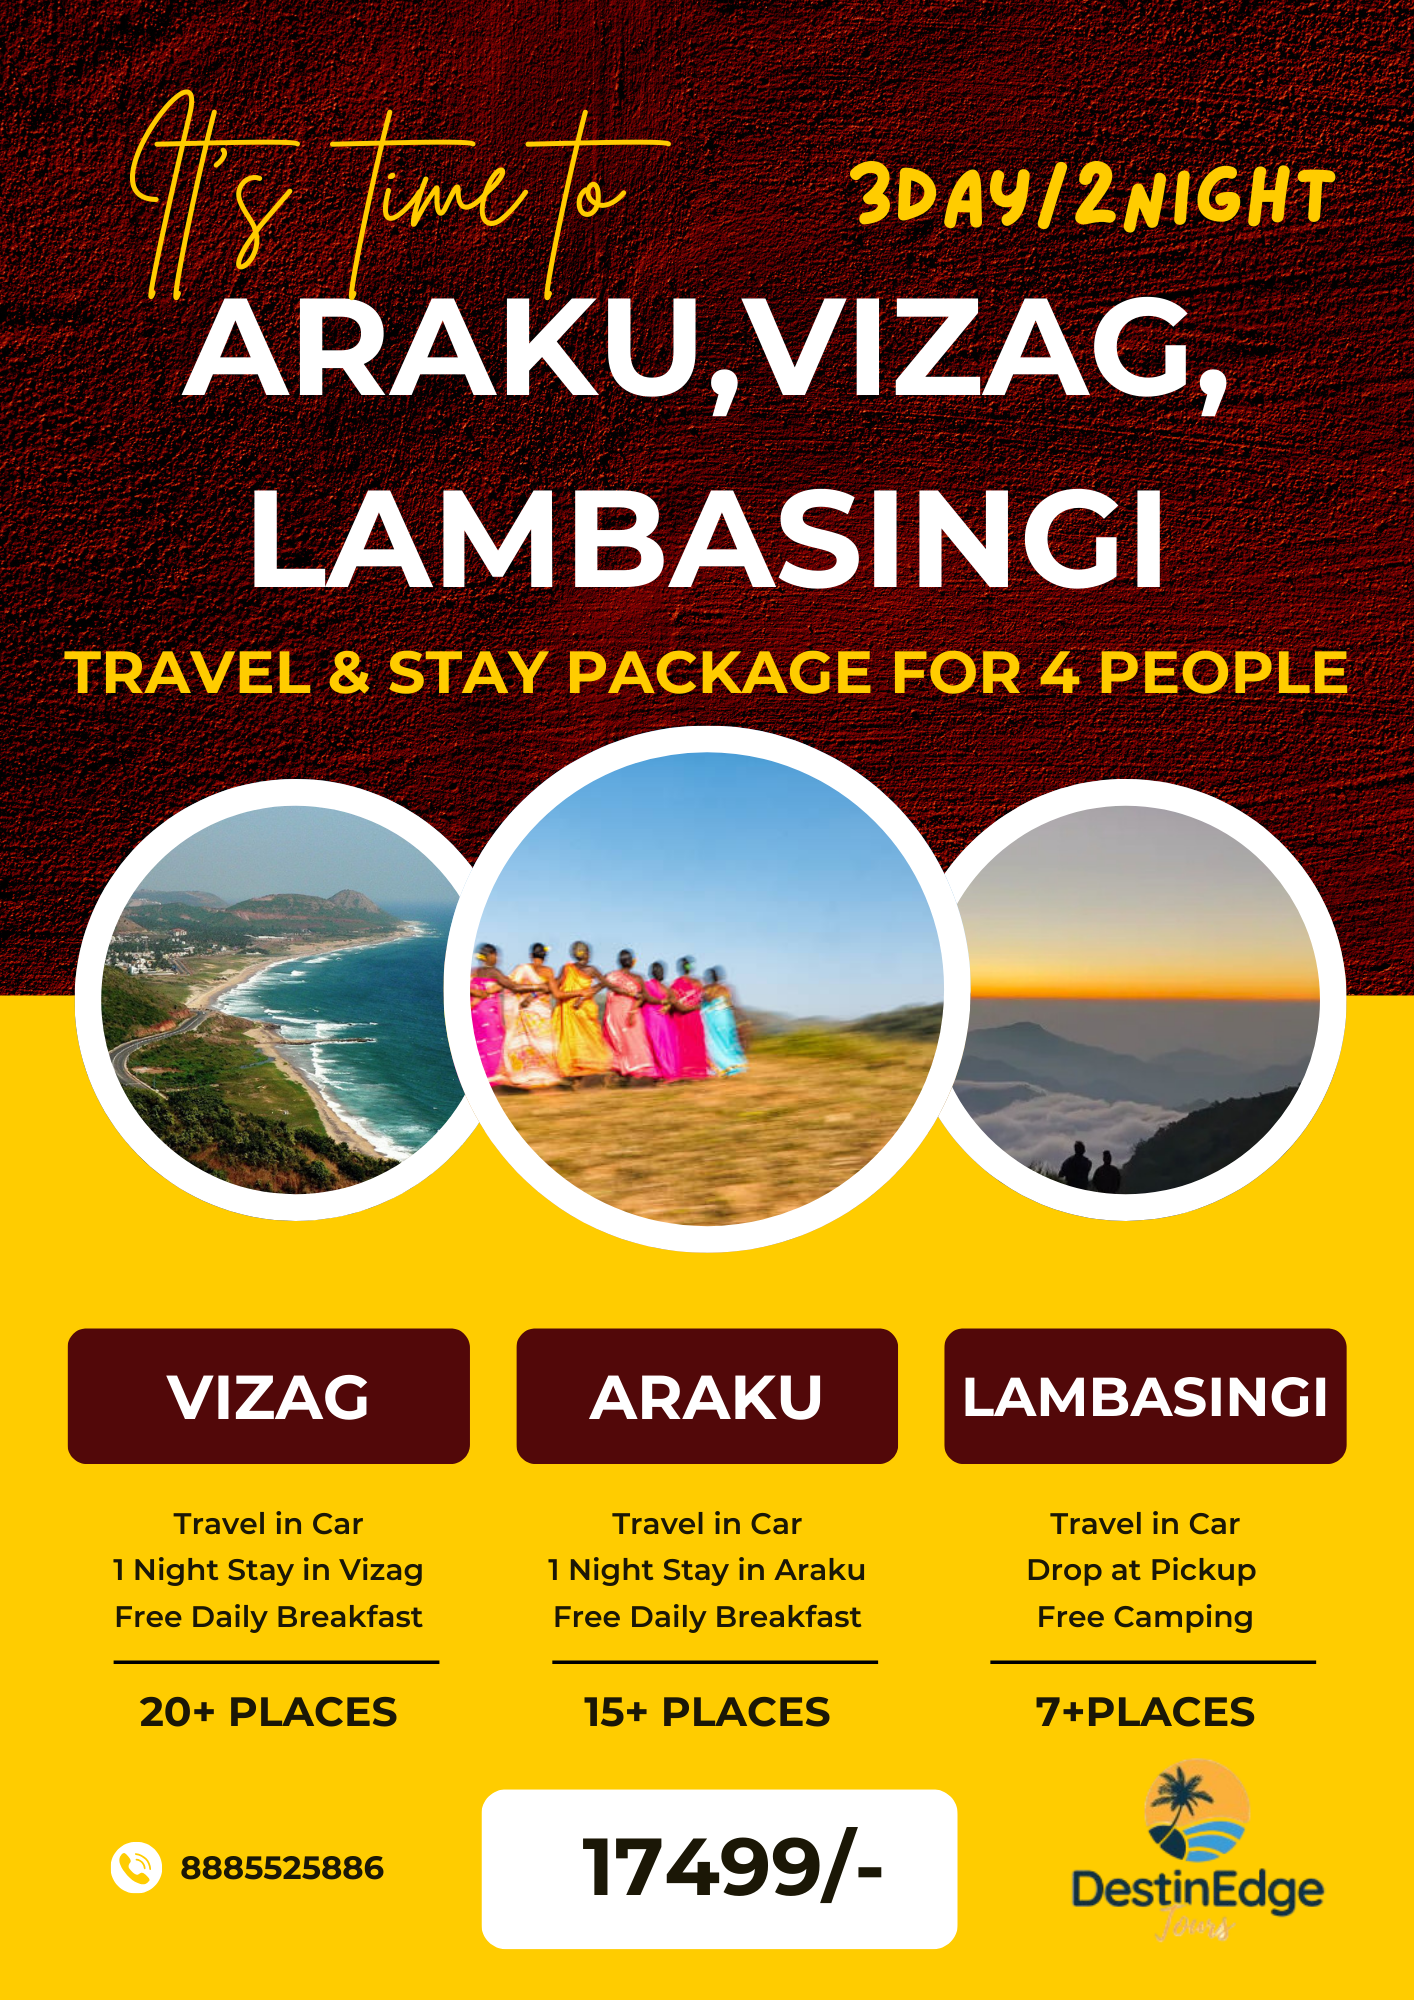 It's time to
3DAY/2NIGHT
ARAKU,VIZAG,
LAMBASINGI
TRAVEL & STAY PACKAGE FOR 4 PEOPLE
VIZAG
Travel in Car
1 Night Stay in Vizag
Free Daily Breakfast
20+ PLACES
ARAKU
Travel in Car
1 Night Stay in Araku
Free Daily Breakfast
15+ PLACES
LAMBASINGI
Travel in Car
Drop at Pickup
Free Camping
7+PLACES
8885525886
17499/-
DestinEdge
Tours